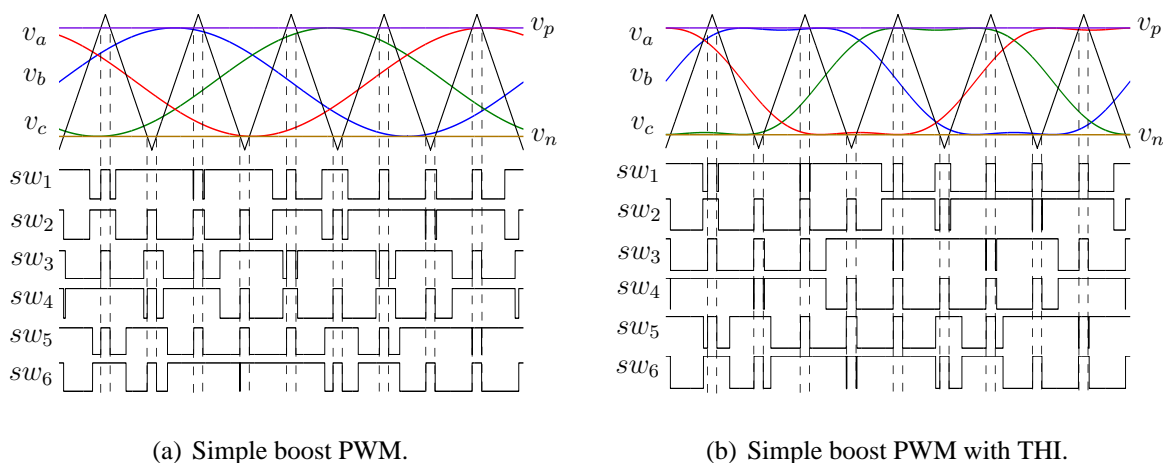 v_a
v_b
v_c
v_p
v_n
sw_1
sw_2
sw_3
sw_4
sw_5
sw_6
(a) Simple boost PWM.
v_a
v_b
v_c
v_p
v_n
sw_1
sw_2
sw_3
sw_4
sw_5
sw_6
(b) Simple boost PWM with THI.